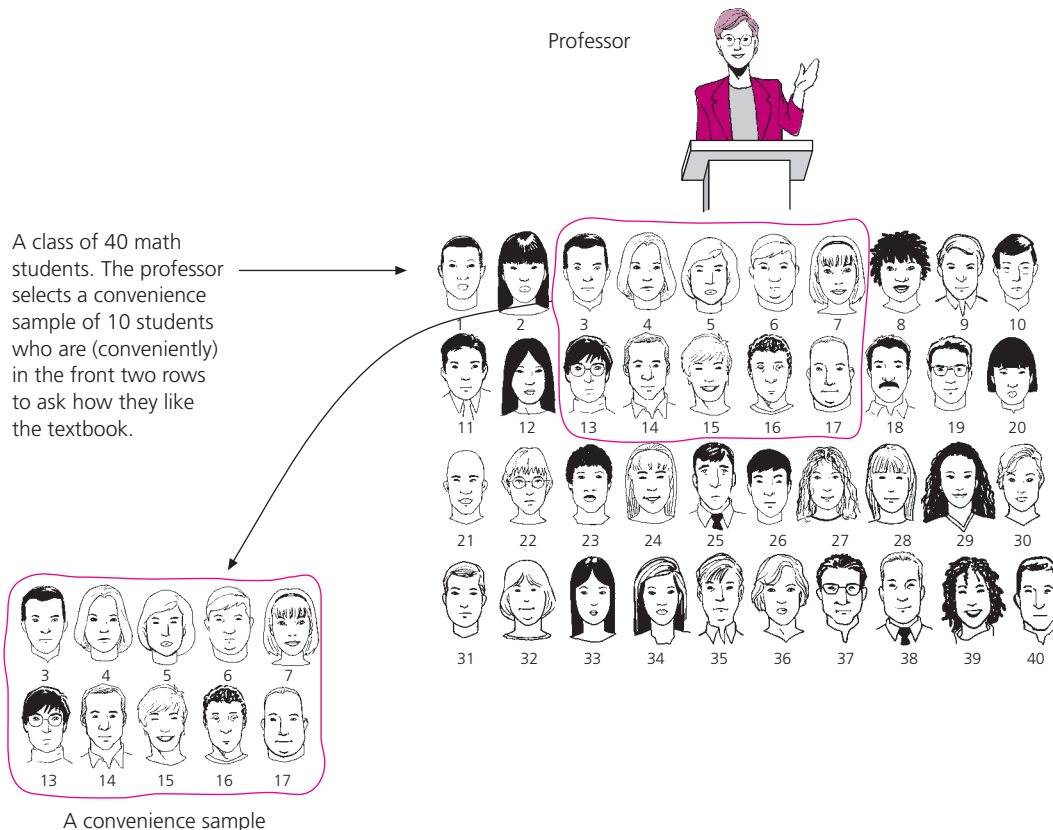 Professor
A class of 40 math
students. The professor
selects a convenience
sample of 10 students
who are (conveniently)
in the front two rows
to ask how they like
the textbook.
1 2 3 4 5 6 7 8 9 10
11 12 13 14 15 16 17 18 19 20
21 22 23 24 25 26 27 28 29 30
31 32 33 34 35 36 37 38 39 40
3 4 5 6 7
13 14 15 16 17
A convenience sample